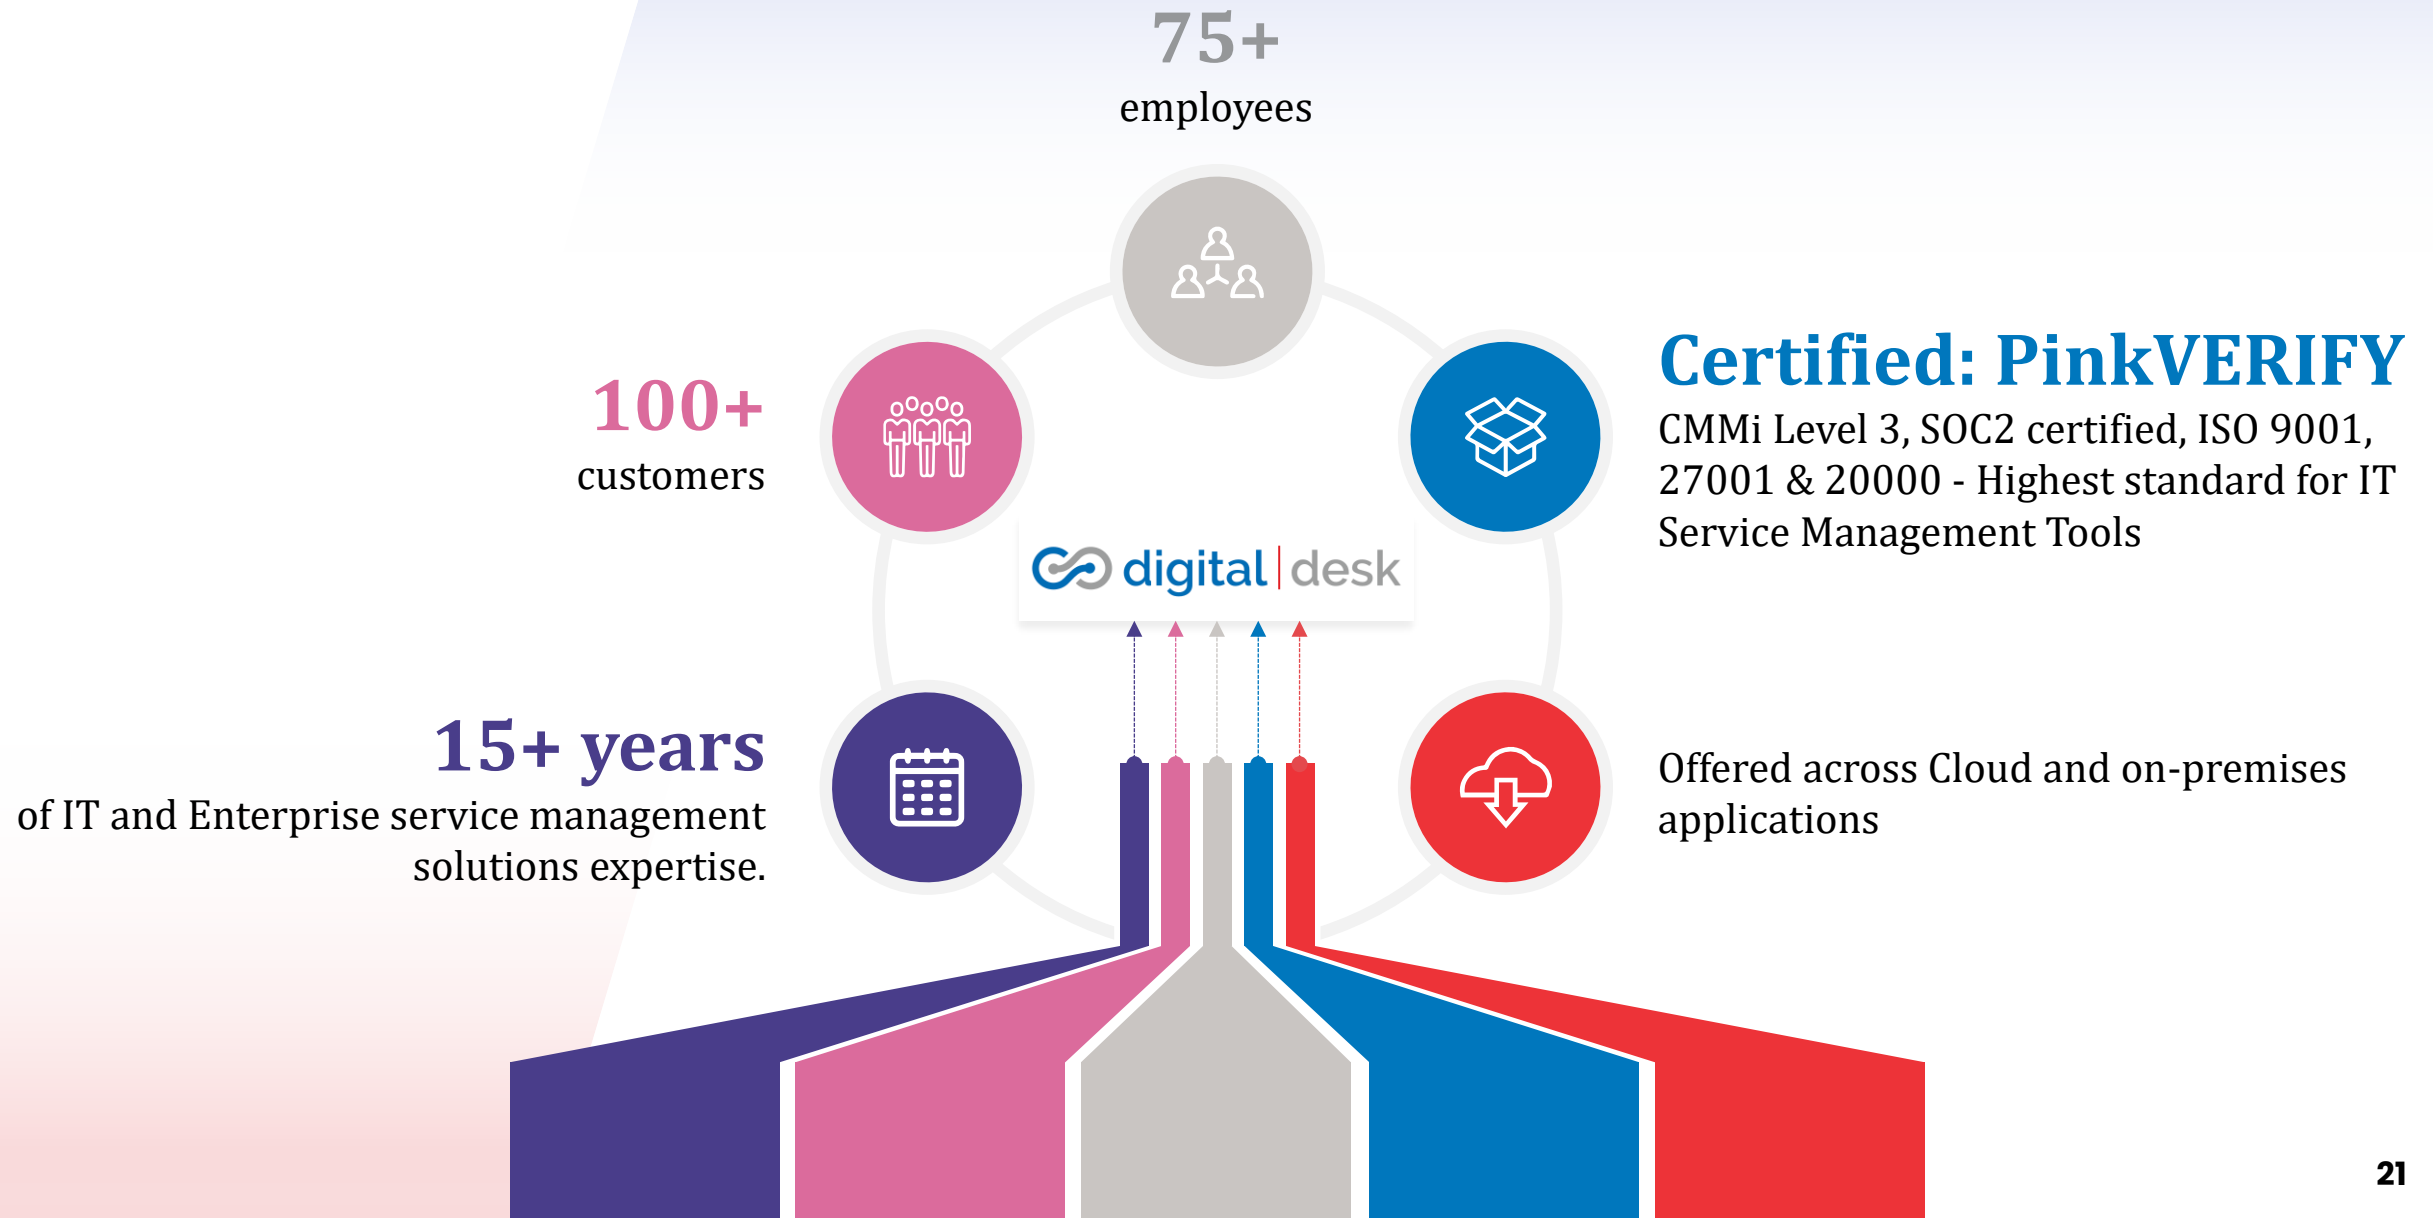 75+
employees
100+
customers
Certified: PinkVERIFY
CMMi Level 3, SOC2 certified, ISO 9001,
27001 & 20000 - Highest standard for IT
Service Management Tools
digital|desk
15+ years
of IT and Enterprise service management
solutions expertise.
Offered across Cloud and on-premises
applications
21